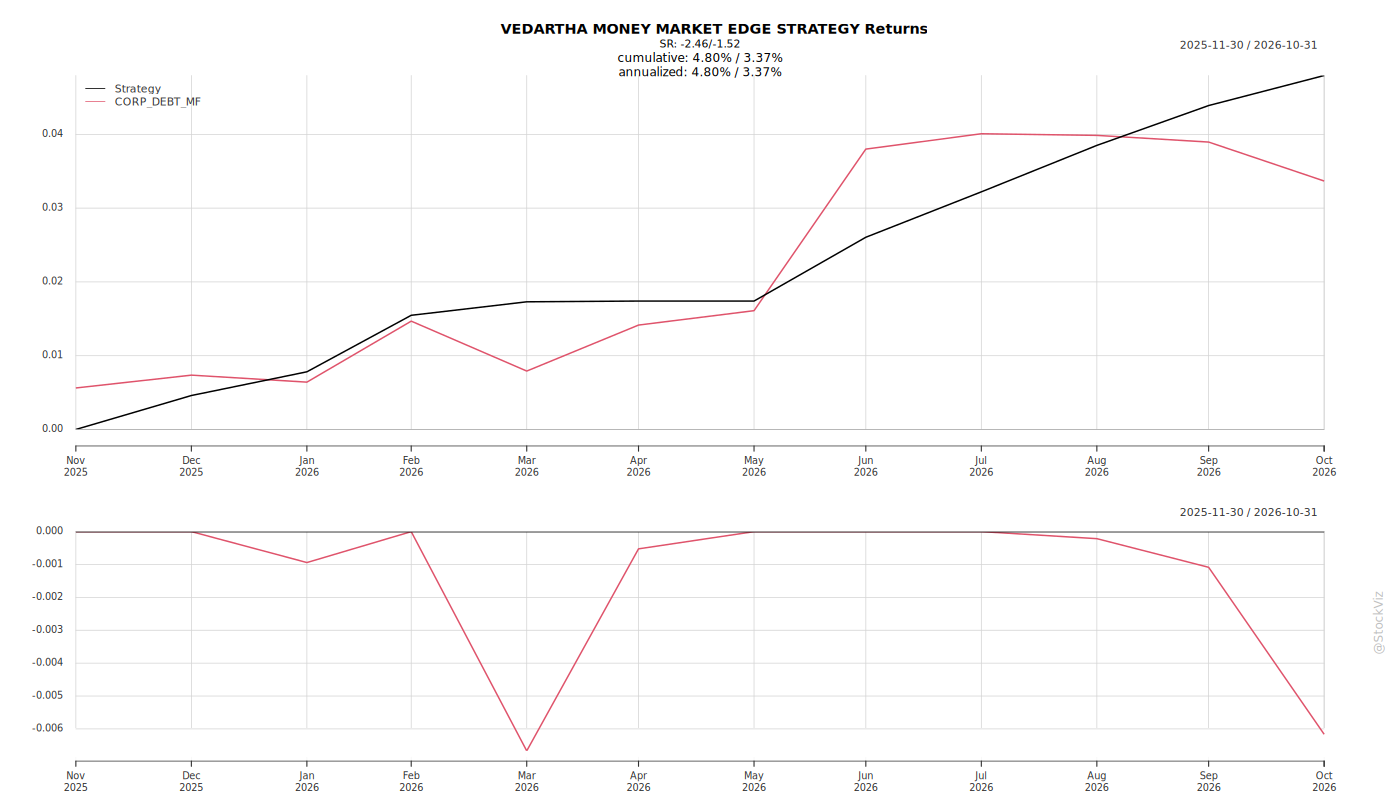 VEDARTHA MONEY MARKET EDGE STRATEGY Returns
SR: -2.46/-1.52
cumulative: 4.80% / 3.37%
annualized: 4.80% / 3.37%
2025-11-30 / 2026-10-31
Strategy
CORP_DEBT_MF
0.04
0.03
0.02
0.01
0.00
Nov 2025
Dec 2025
Jan 2026
Feb 2026
Mar 2026
Apr 2026
May 2026
Jun 2026
Jul 2026
Aug 2026
Sep 2026
Oct 2026
2025-11-30 / 2026-10-31
0.000
-0.001
-0.002
-0.003
-0.004
-0.005
-0.006
Nov 2025
Dec 2025
Jan 2026
Feb 2026
Mar 2026
Apr 2026
May 2026
Jun 2026
Jul 2026
Aug 2026
Sep 2026
Oct 2026
@StockViz